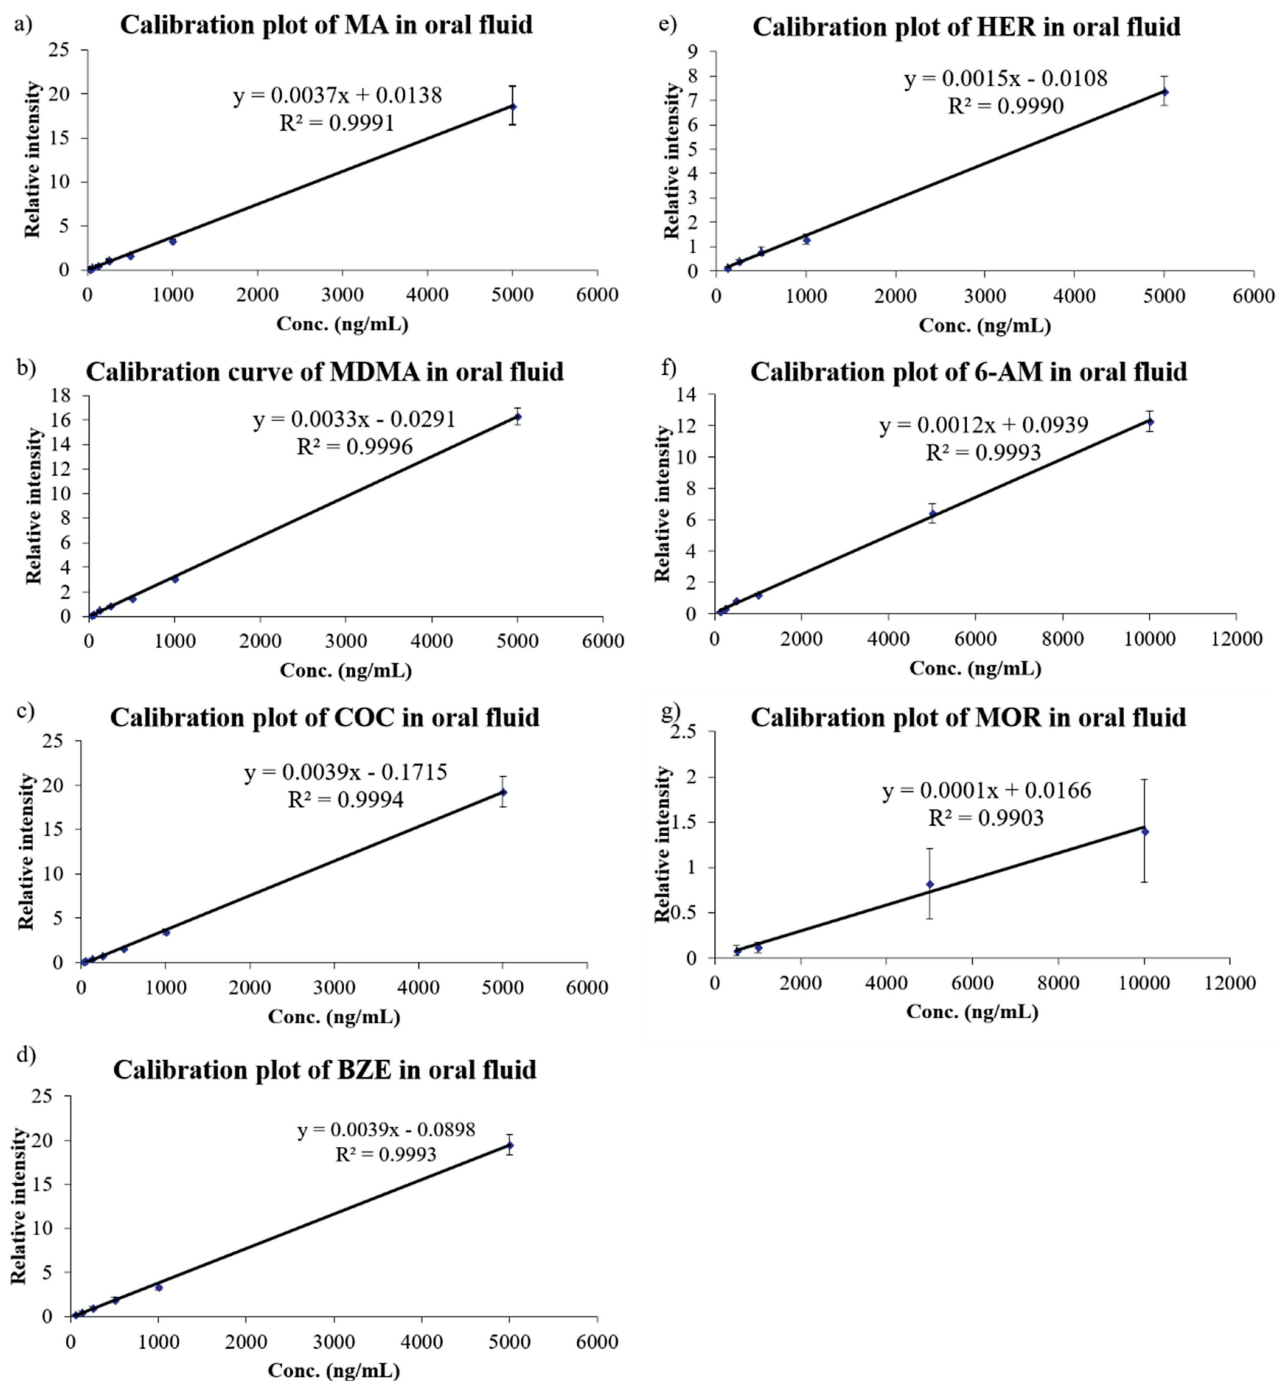 a)
Calibration plot of MA in oral fluid
25
20
15
10
5
0
Relative intensity
y = 0.0037x + 0.0138
R² = 0.9991
0 1000 2000 3000 4000 5000 6000
Conc. (ng/mL)
b)
Calibration curve of MDMA in oral fluid
18
16
14
12
10
8
6
4
2
0
Relative intensity
y = 0.0033x - 0.0291
R² = 0.9996
0 1000 2000 3000 4000 5000 6000
Conc. (ng/mL)
c)
Calibration plot of COC in oral fluid
25
20
15
10
5
0
Relative intensity
y = 0.0039x - 0.1715
R² = 0.9994
0 1000 2000 3000 4000 5000 6000
Conc. (ng/mL)
d)
Calibration plot of BZE in oral fluid
25
20
15
10
5
0
Relative intensity
y = 0.0039x - 0.0898
R² = 0.9993
0 1000 2000 3000 4000 5000 6000
Conc. (ng/mL)
e)
Calibration plot of HER in oral fluid
9
8
7
6
5
4
3
2
1
0
Relative intensity
y = 0.0015x - 0.0108
R² = 0.9990
0 1000 2000 3000 4000 5000 6000
Conc. (ng/mL)
f)
Calibration plot of 6-AM in oral fluid
14
12
10
8
6
4
2
0
Relative intensity
y = 0.0012x + 0.0939
R² = 0.9993
0 2000 4000 6000 8000 10000 12000
Conc. (ng/mL)
g)
Calibration plot of MOR in oral fluid
2.5
2
1.5
1
0.5
0
Relative intensity
y = 0.0001x + 0.0166
R² = 0.9903
0 2000 4000 6000 8000 10000 12000
Conc. (ng/mL)